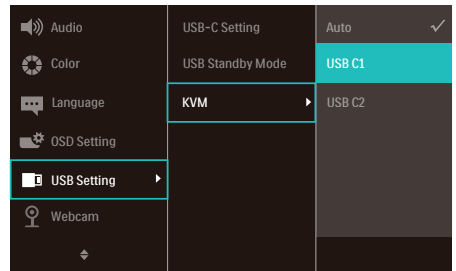 Audio
Color
Language
OSD Setting
USB Setting
Webcam
USB-C Setting
USB Standby Mode
KVM
Auto
USB C1
USB C2